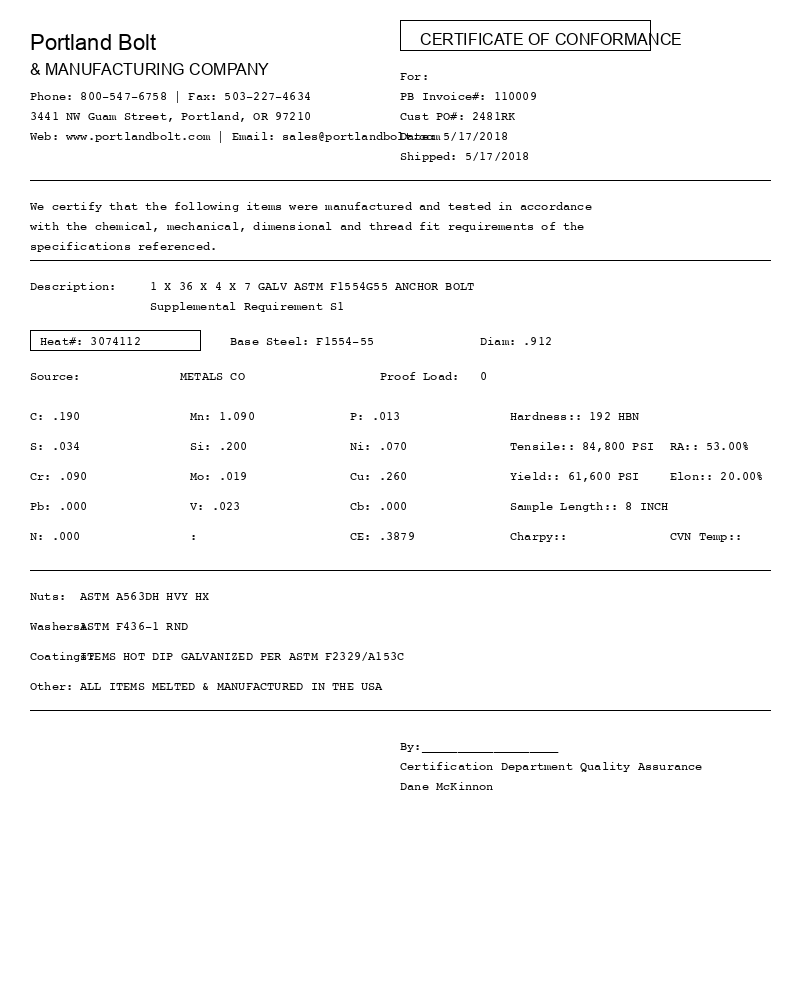 Portland Bolt
& MANUFACTURING COMPANY
Phone: 800-547-6758 | Fax: 503-227-4634
3441 NW Guam Street, Portland, OR 97210
Web: www.portlandbolt.com | Email: sales@portlandbolt.com
CERTIFICATE OF CONFORMANCE
For:
PB Invoice#: 110009
Cust PO#: 2481RK
Date: 5/17/2018
Shipped: 5/17/2018
We certify that the following items were manufactured and tested in accordance
with the chemical, mechanical, dimensional and thread fit requirements of the
specifications referenced.
Description: 1 X 36 X 4 X 7 GALV ASTM F1554G55 ANCHOR BOLT
Supplemental Requirement S1
Heat#: 3074112 Base Steel: F1554-55 Diam: .912
Source: METALS CO Proof Load: 0
C: .190 Mn: 1.090 P: .013 Hardness:: 192 HBN
S: .034 Si: .200 Ni: .070 Tensile:: 84,800 PSI RA:: 53.00%
Cr: .090 Mo: .019 Cu: .260 Yield:: 61,600 PSI Elon:: 20.00%
Pb: .000 V: .023 Cb: .000 Sample Length:: 8 INCH
N: .000 : CE: .3879 Charpy:: CVN Temp::
Nuts: ASTM A563DH HVY HX
Washers: ASTM F436-1 RND
Coatings: ITEMS HOT DIP GALVANIZED PER ASTM F2329/A153C
Other: ALL ITEMS MELTED & MANUFACTURED IN THE USA
By:___________________
Certification Department Quality Assurance
Dane McKinnon